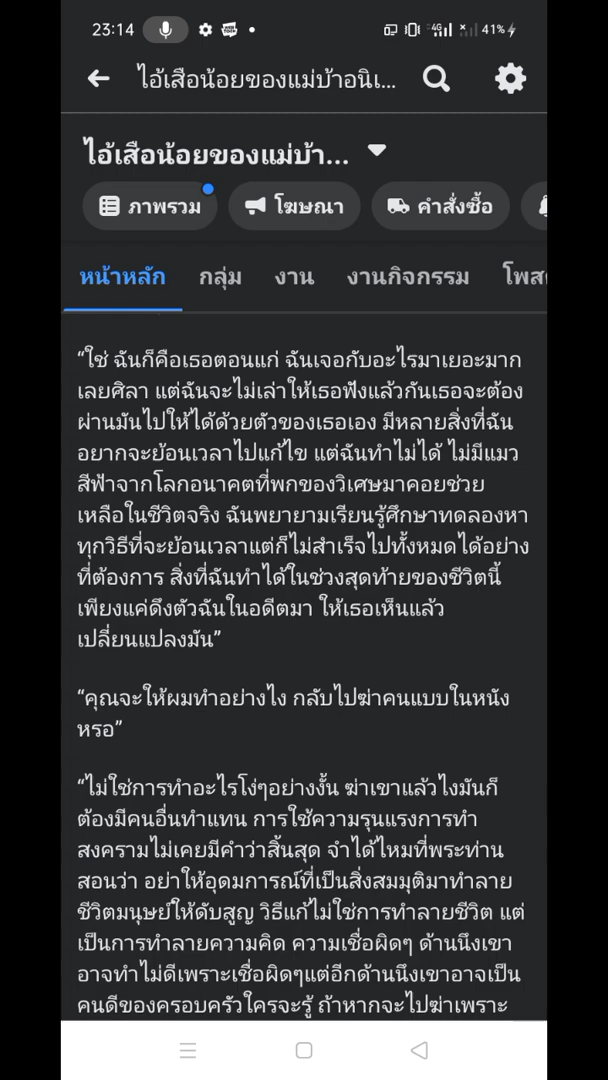 23:14
4G
41%
ไอ้เสือน้อยของแม่บ้าอนิเ...
ไอ้เสือน้อยของแม่บ้า...
ภาพรวม
โฆษณา
คำสั่งซื้อ
หน้าหลัก
กลุ่ม
งาน
งานกิจกรรม
โพสต
“ใช่ ฉันก็คือเธอตอนแก่ ฉันเจอกับอะไรมาเยอะมาก
เลยศิลา แต่ฉันจะไม่เล่าให้เธอฟังแล้วกันเธอจะต้อง
ผ่านมันไปให้ได้ด้วยตัวของเธอเอง มีหลายสิ่งที่ฉัน
อยากจะย้อนเวลาไปแก้ไข แต่ฉันทำไม่ได้ ไม่มีแมว
สีฟ้าจากโลกอนาคตที่พกของวิเศษมาคอยช่วย
เหลือในชีวิตจริง ฉันพยายามเรียนรู้ศึกษาทดลองหา
ทุกวิธีที่จะย้อนเวลาแต่ก็ไม่สำเร็จไปทั้งหมดได้อย่าง
ที่ต้องการ สิ่งที่ฉันทำได้ในช่วงสุดท้ายของชีวิตนี้
เพียงแค่ดึงตัวฉันในอดีตมา ให้เธอเห็นแล้ว
เปลี่ยนแปลงมัน”
“คุณจะให้ผมทำอย่างไง กลับไปฆ่าคนแบบในหนัง
หรอ”
“ไม่ใช่การทำอะไรโง่ๆอย่างงั้น ฆ่าเขาแล้วไงมันก็
ต้องมีคนอื่นทำแทน การใช้ความรุนแรงการทำ
สงครามไม่เคยมีคำว่าสิ้นสุด จำได้ไหมที่พระท่าน
สอนว่า อย่าให้อุดมการณ์ที่เป็นสิ่งสมมุติมาทำลาย
ชีวิตมนุษย์ให้ดับสูญ วิธีแก้ไม่ใช่การทำลายชีวิต แต่
เป็นการทำลายความคิด ความเชื่อผิดๆ ด้านนึงเขา
อาจทำไม่ดีเพราะเชื่อผิดๆแต่อีกด้านนึงเขาอาจเป็น
คนดีของครอบครัวใครจะรู้ ถ้าหากจะไปฆ่าเพราะ